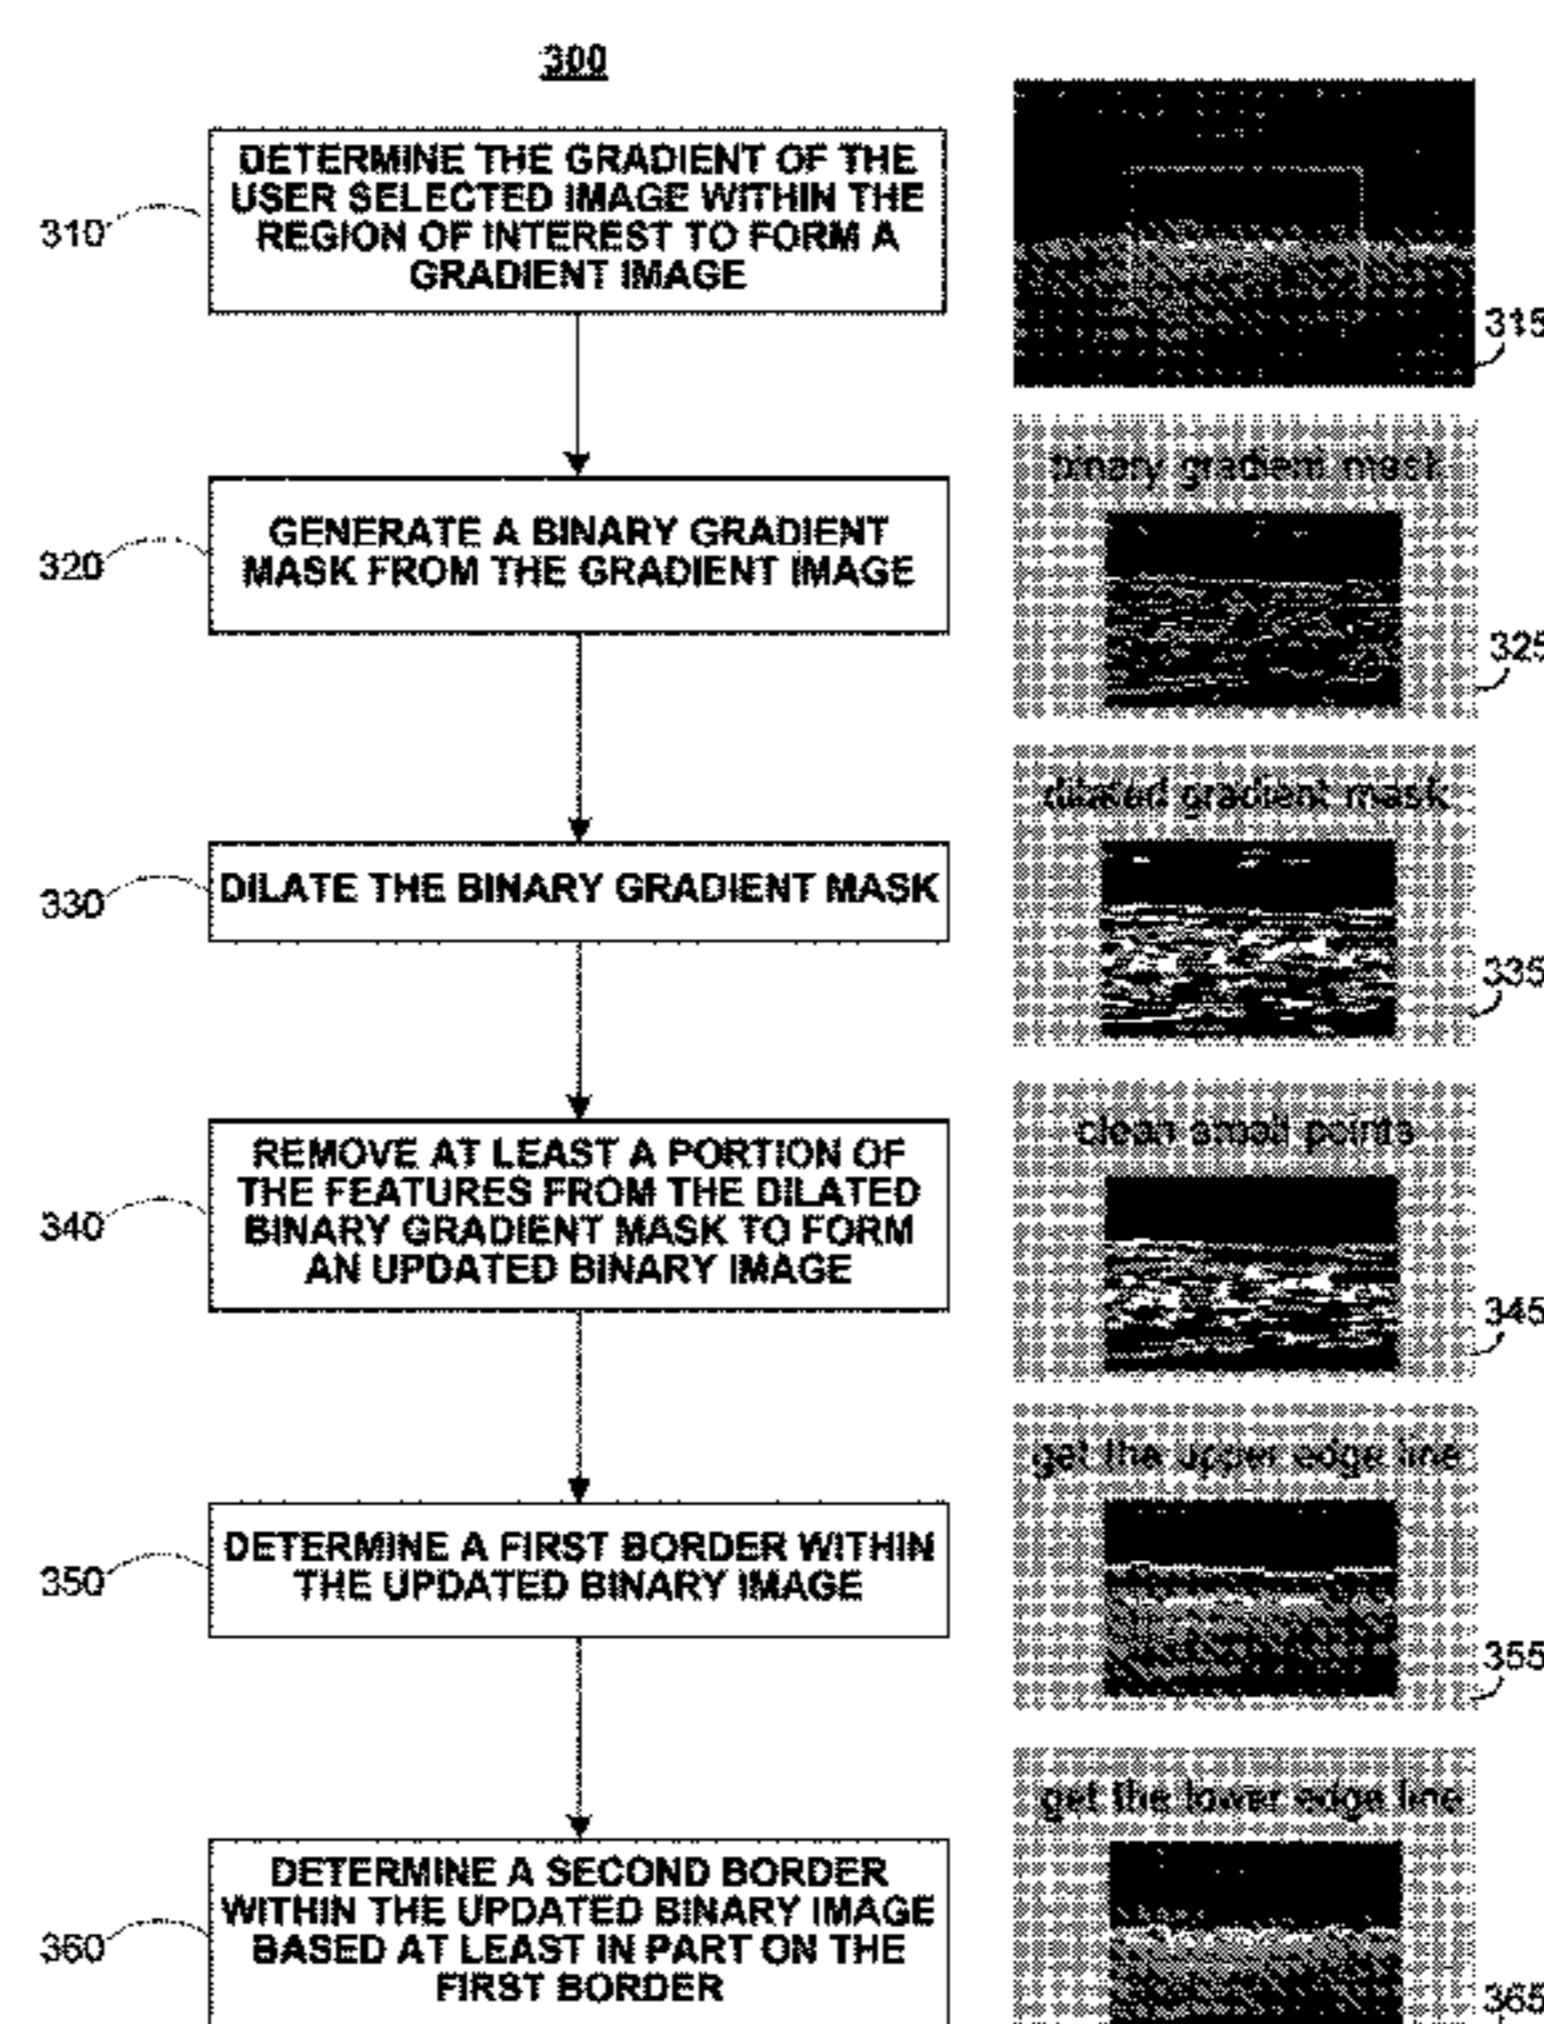 300
DETERMINE THE GRADIENT OF THE
USER SELECTED IMAGE WITHIN THE
REGION OF INTEREST TO FORM A
GRADIENT IMAGE
310
315
binary gradient mask
GENERATE A BINARY GRADIENT
MASK FROM THE GRADIENT IMAGE
320
325
dilated gradient mask
DILATE THE BINARY GRADIENT MASK
330
335
clean small points
REMOVE AT LEAST A PORTION OF
THE FEATURES FROM THE DILATED
BINARY GRADIENT MASK TO FORM
AN UPDATED BINARY IMAGE
340
345
get the upper edge line
DETERMINE A FIRST BORDER WITHIN
THE UPDATED BINARY IMAGE
350
355
get the lower edge line
DETERMINE A SECOND BORDER
WITHIN THE UPDATED BINARY IMAGE
BASED AT LEAST IN PART ON THE
FIRST BORDER
360
365